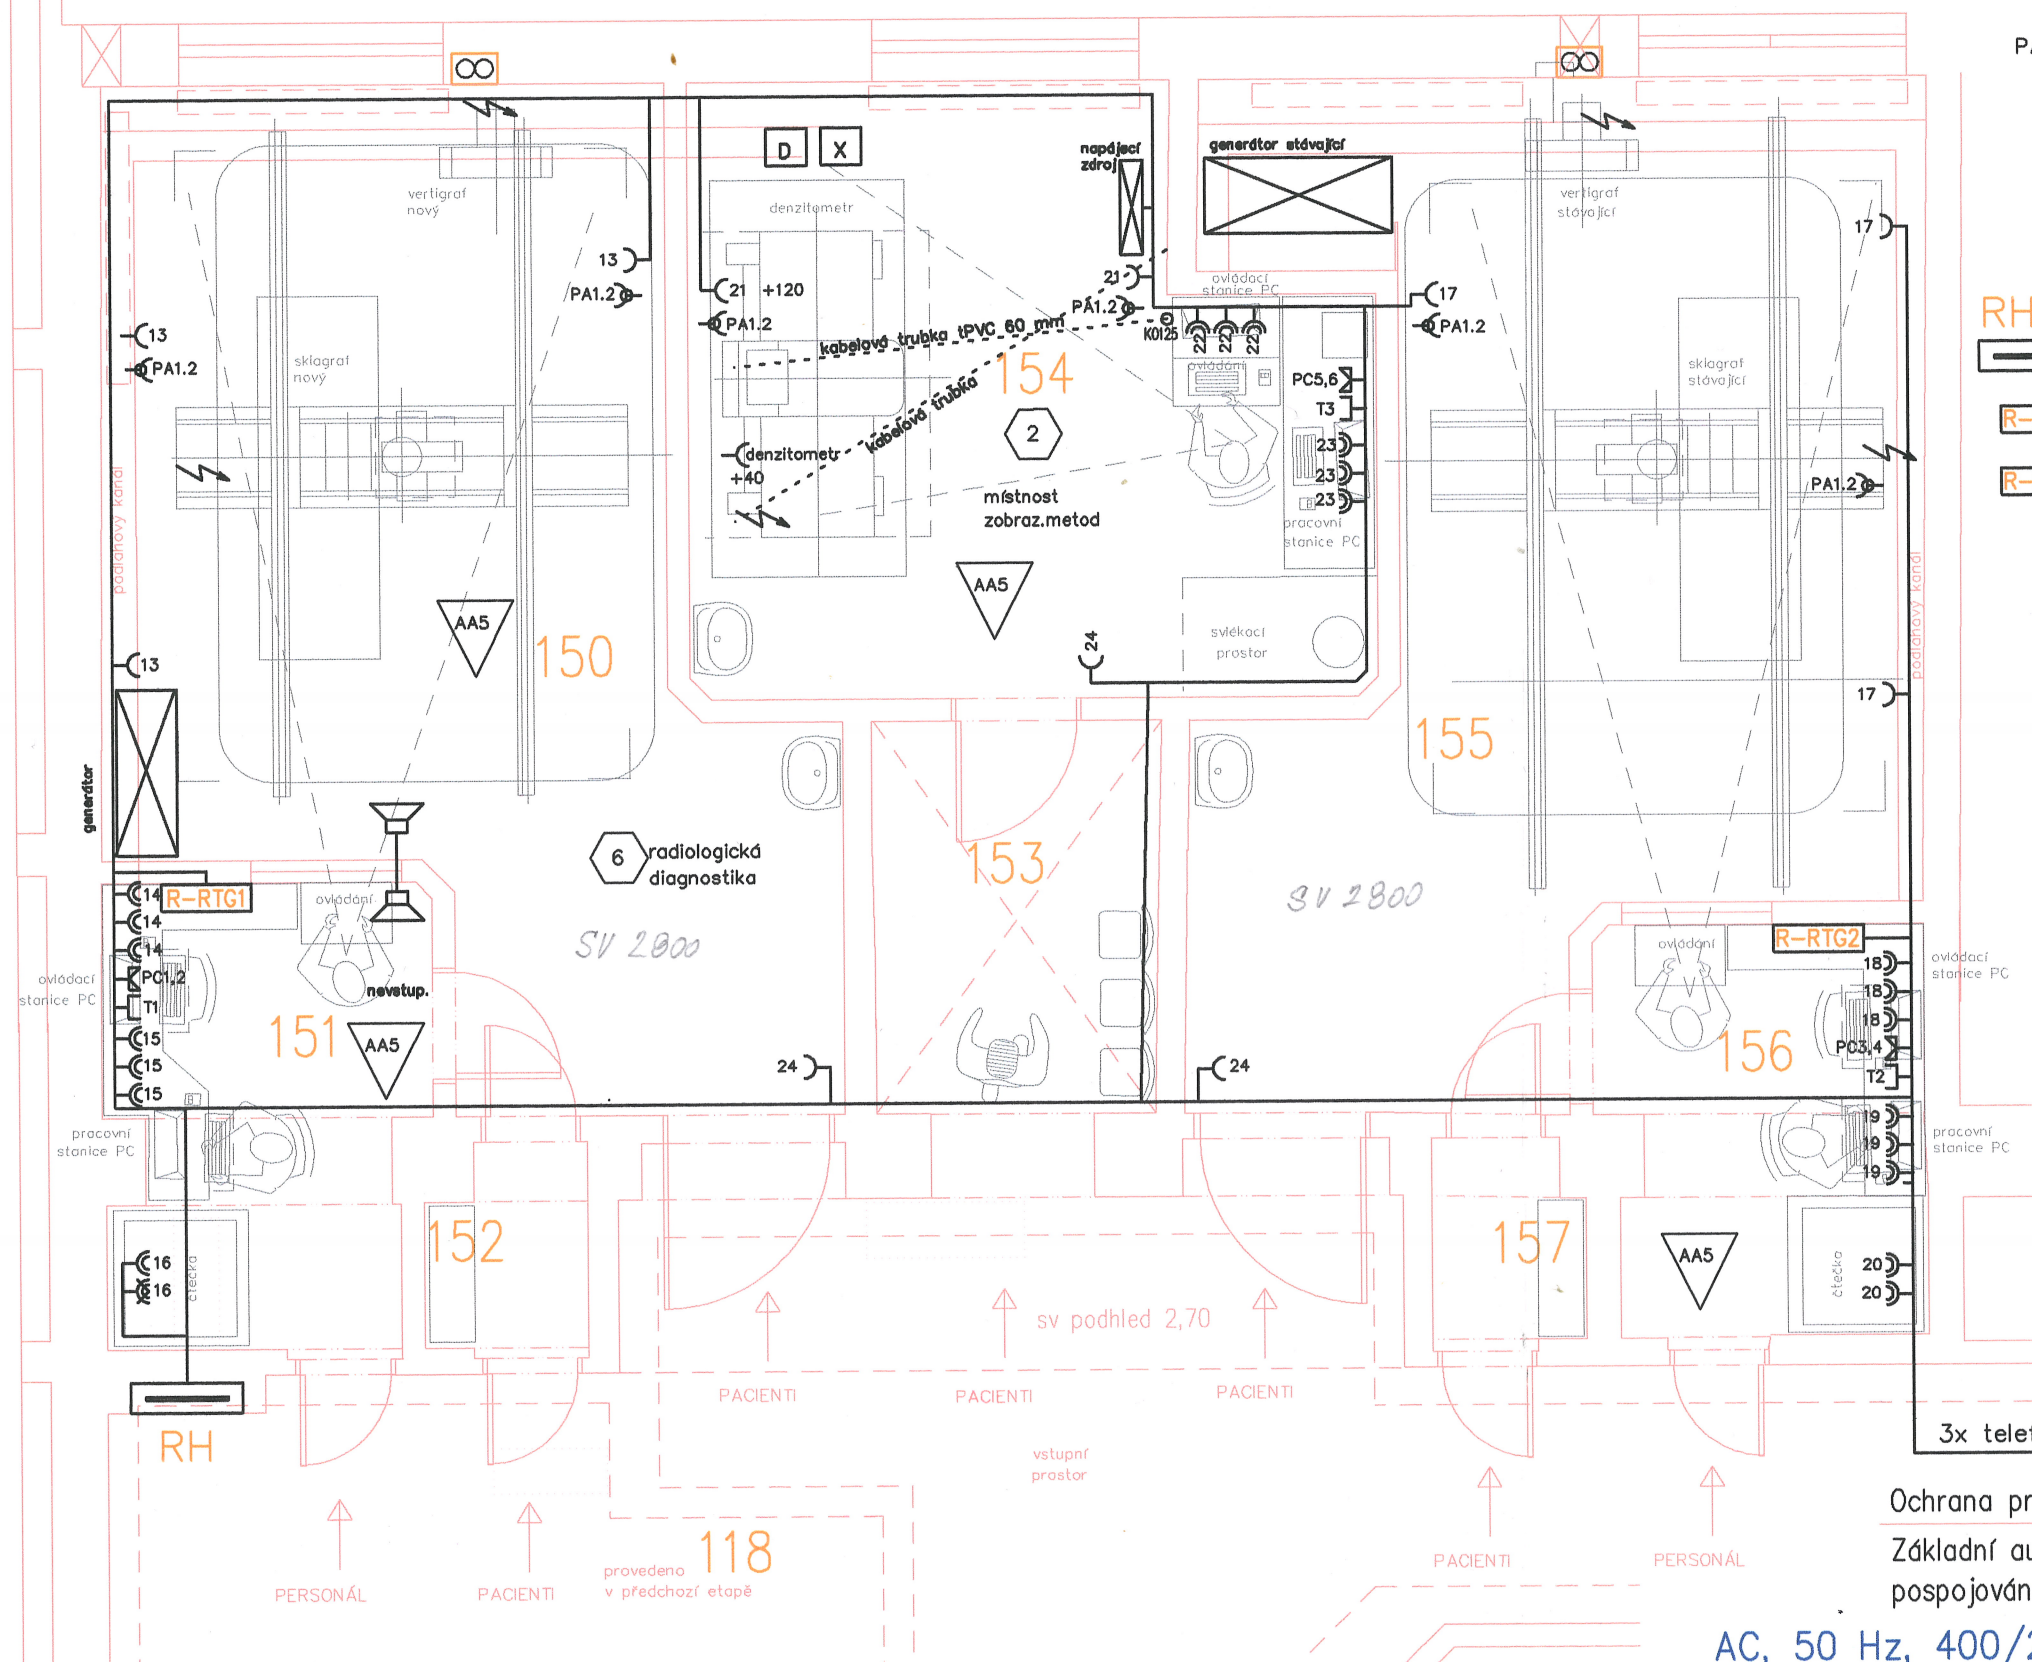 D
X
napájecí
zdroj
generátor stávající
vertigraf
nový
denzitometr
vertigraf
stávající
17
13
PA1.2
21 +120
PA1.2
21
PA1.2
K0125
ovládací
stanice PC
22
22
22
17
PA1.2
RH
13
PA1.2
sklagraf
nový
kabelová trubka tPVC 60 mm
kabelová trubka
154
ovládání
PC5,6
T3
23
23
23
sklagraf
stávající
2
denzitometr
+40
místnost
zobraz.metod
pracovní
stanice PC
PA1.2
podlahový kanál
podlahový kanál
AA5
AA5
150
24
svlékací
prostor
13
17
155
generátor
6
radiologická
diagnostika
153
SV 2800
SV 2800
14
R-RTG1
14
14
PC1,2
T1
15
15
15
ovládání
nevstup.
ovládací
stanice PC
151
AA5
24
24
ovládání
R-RTG2
18
18
18
PC3,4
T2
ovládací
stanice PC
156
19
19
19
pracovní
stanice PC
pracovní
stanice PC
152
157
AA5
16
16
čtečka
čtečka
20
20
sv podhled 2,70
PACIENTI
PACIENTI
PACIENTI
RH
vstupní
prostor
3x
118
provedeno
v předchozí etapě
PERSONÁL
PACIENTI
PACIENTI
PERSONÁL
Ochrana
Základní
AC, 50 Hz, 400/